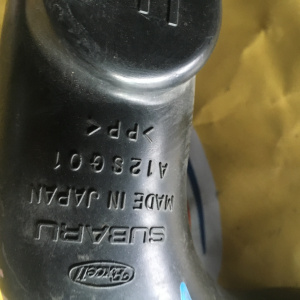 SUBARU
MADE IN JAPAN
A12SG01
>PP<